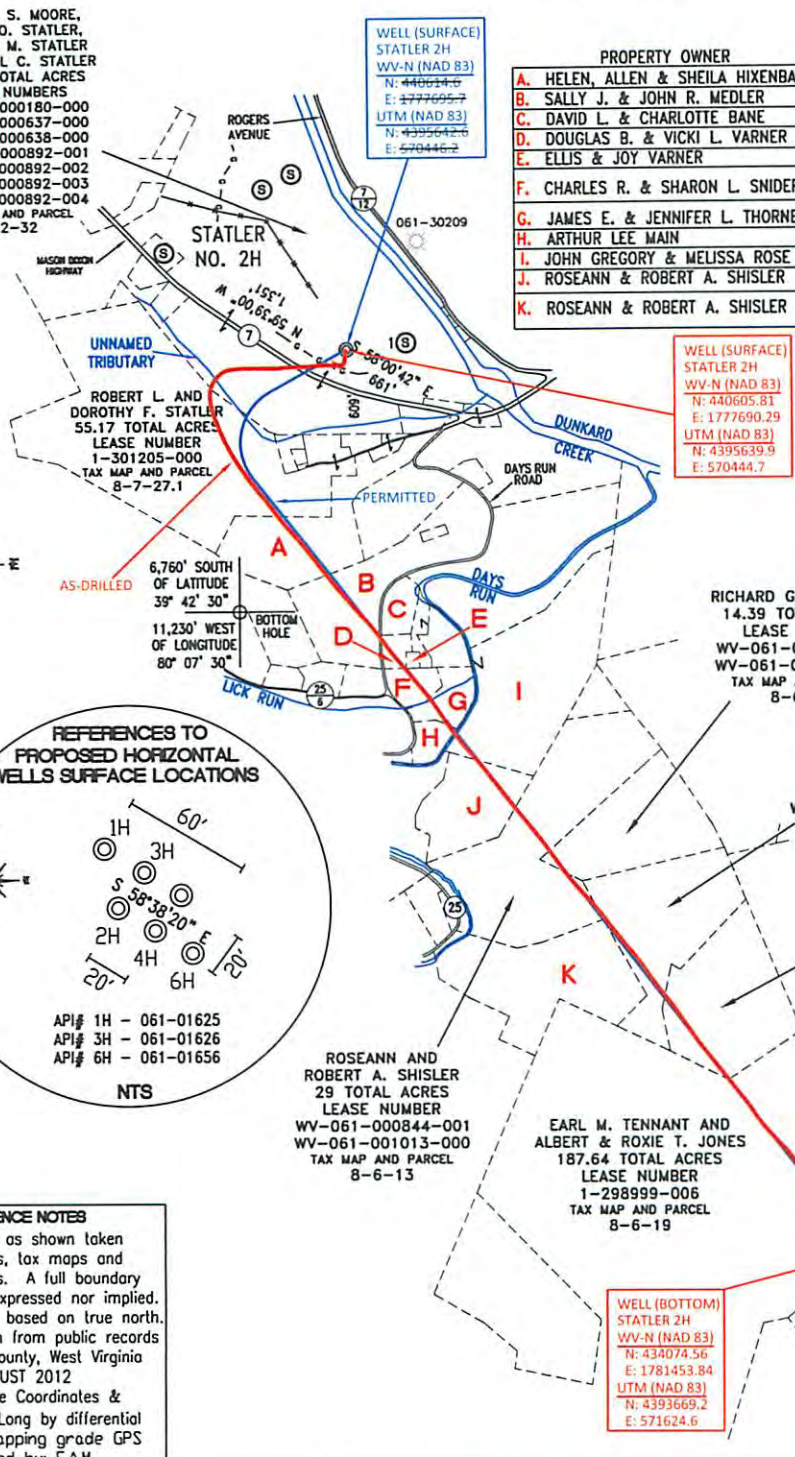 S. MOORE,
O. STATLER,
M. STATLER
L C. STATLER
TOTAL ACRES
NUMBERS
000180-000
000637-000
000638-000
000892-001
000892-002
000892-003
000892-004
AND PARCEL
2-32
WELL (SURFACE)
STATLER 2H
WV-N (NAD 83)
N: 440614.6
E: 1777695.7
UTM (NAD 83)
N: 4395642.6
E: 570446.2
PROPERTY OWNER
A. HELEN, ALLEN & SHEILA HIXENBA
B. SALLY J. & JOHN R. MEDLER
C. DAVID L. & CHARLOTTE BANE
D. DOUGLAS B. & VICKI L. VARNER
E. ELLIS & JOY VARNER
F. CHARLES R. & SHARON L. SNIDER
G. JAMES E. & JENNIFER L. THORNE
H. ARTHUR LEE MAIN
I. JOHN GREGORY & MELISSA ROSE
J. ROSEANN & ROBERT A. SHISLER
K. ROSEANN & ROBERT A. SHISLER
ROGERS
AVENUE
S
S
S
7
12
061-30209
STATLER
NO. 2H
MASON DIXON
HIGHWAY
N 39°39'00" W
1,351'
7
1 S
S 58°00'42" E
661'
609'
UNNAMED
TRIBUTARY
ROBERT L. AND
DOROTHY F. STATLER
55.17 TOTAL ACRES
LEASE NUMBER
1-301205-000
TAX MAP AND PARCEL
8-7-27.1
WELL (SURFACE)
STATLER 2H
WV-N (NAD 83)
N: 440605.81
E: 1777690.29
UTM (NAD 83)
N: 4395639.9
E: 570444.7
DUNKARD
CREEK
DAYS RUN
ROAD
PERMITTED
AS-DRILLED
A
B
C
D
E
F
G
H
I
J
K
DAYS
RUN
6,760' SOUTH
OF LATITUDE
39° 42' 30"
11,230' WEST
OF LONGITUDE
80° 07' 30"
BOTTOM
HOLE
LICK RUN
25
6
RICHARD G
14.39 TO
LEASE
WV-061-0
WV-061-0
TAX MAP
8-6
REFERENCES TO
PROPOSED HORIZONTAL
WELLS SURFACE LOCATIONS
60'
1H
3H
S 58°38'20" E
2H
4H
6H
20'
20'
API# 1H - 061-01625
API# 3H - 061-01626
API# 6H - 061-01656
NTS
25
ROSEANN AND
ROBERT A. SHISLER
29 TOTAL ACRES
LEASE NUMBER
WV-061-000844-001
WV-061-001013-000
TAX MAP AND PARCEL
8-6-13
EARL M. TENNANT AND
ALBERT & ROXIE T. JONES
187.64 TOTAL ACRES
LEASE NUMBER
1-298999-006
TAX MAP AND PARCEL
8-6-19
WELL (BOTTOM)
STATLER 2H
WV-N (NAD 83)
N: 434074.56
E: 1781453.84
UTM (NAD 83)
N: 4393669.2
E: 571624.6
ENCE NOTES
as shown taken
s, tax maps and
s. A full boundary
xpressed nor implied.
based on true north.
n from public records
ounty, West Virginia
UST 2012
e Coordinates &
Long by differential
apping grade GPS